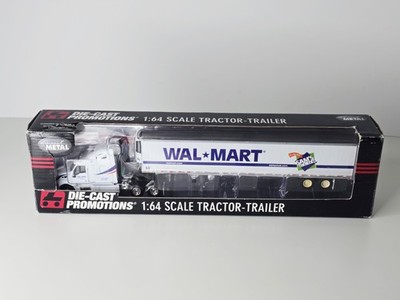 DIE-CAST
PROMOTIONS® 1:64 SCALE TRACTOR-TRAILER
METAL
WAL★MART
SAM'S
DIE-CAST
PROMOTIONS® 1:64 SCALE TRACTOR-TRAILER